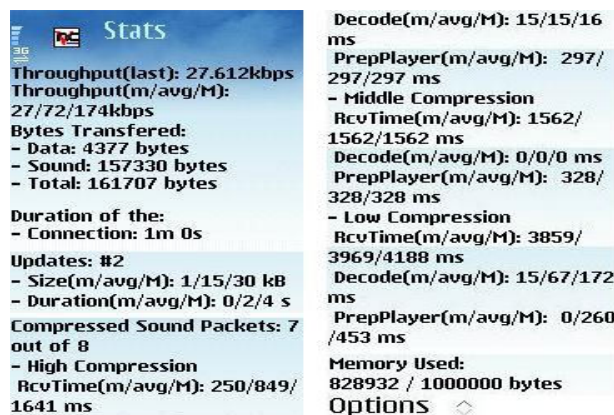 Stats
3G
Throughput(last): 27.612kbps
Throughput(m/avg/M):
27/72/174kbps
Bytes Transfered:
- Data: 4377 bytes
- Sound: 157330 bytes
- Total: 161707 bytes
Duration of the:
- Connection: 1m 0s
Updates: #2
- Size(m/avg/M): 1/15/30 kB
- Duration(m/avg/M): 0/2/4 s
Compressed Sound Packets: 7
out of 8
- High Compression
RcvTime(m/avg/M): 250/849/
1641 ms
Decode(m/avg/M): 15/15/16
ms
PrepPlayer(m/avg/M): 297/
297/297 ms
- Middle Compression
RcvTime(m/avg/M): 1562/
1562/1562 ms
Decode(m/avg/M): 0/0/0 ms
PrepPlayer(m/avg/M): 328/
328/328 ms
- Low Compression
RcvTime(m/avg/M): 3859/
3969/4188 ms
Decode(m/avg/M): 15/67/172
ms
PrepPlayer(m/avg/M): 0/260
/453 ms
Memory Used:
828932 / 1000000 bytes
Options